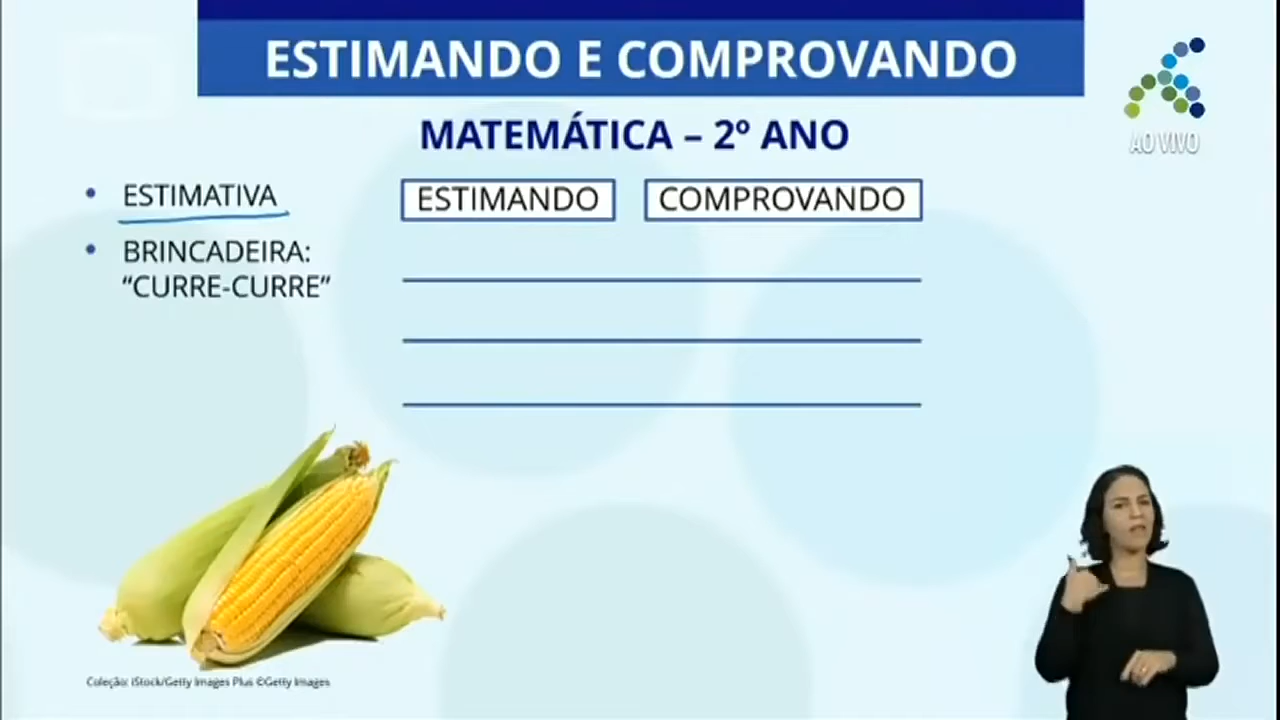 ESTIMANDO E COMPROVANDO
AO VIVO
MATEMÁTICA – 2º ANO
• ESTIMATIVA
ESTIMANDO
COMPROVANDO
• BRINCADEIRA:
“CURRE-CURRE”
Coleção: iStock/Getty Images Plus ©Getty Images